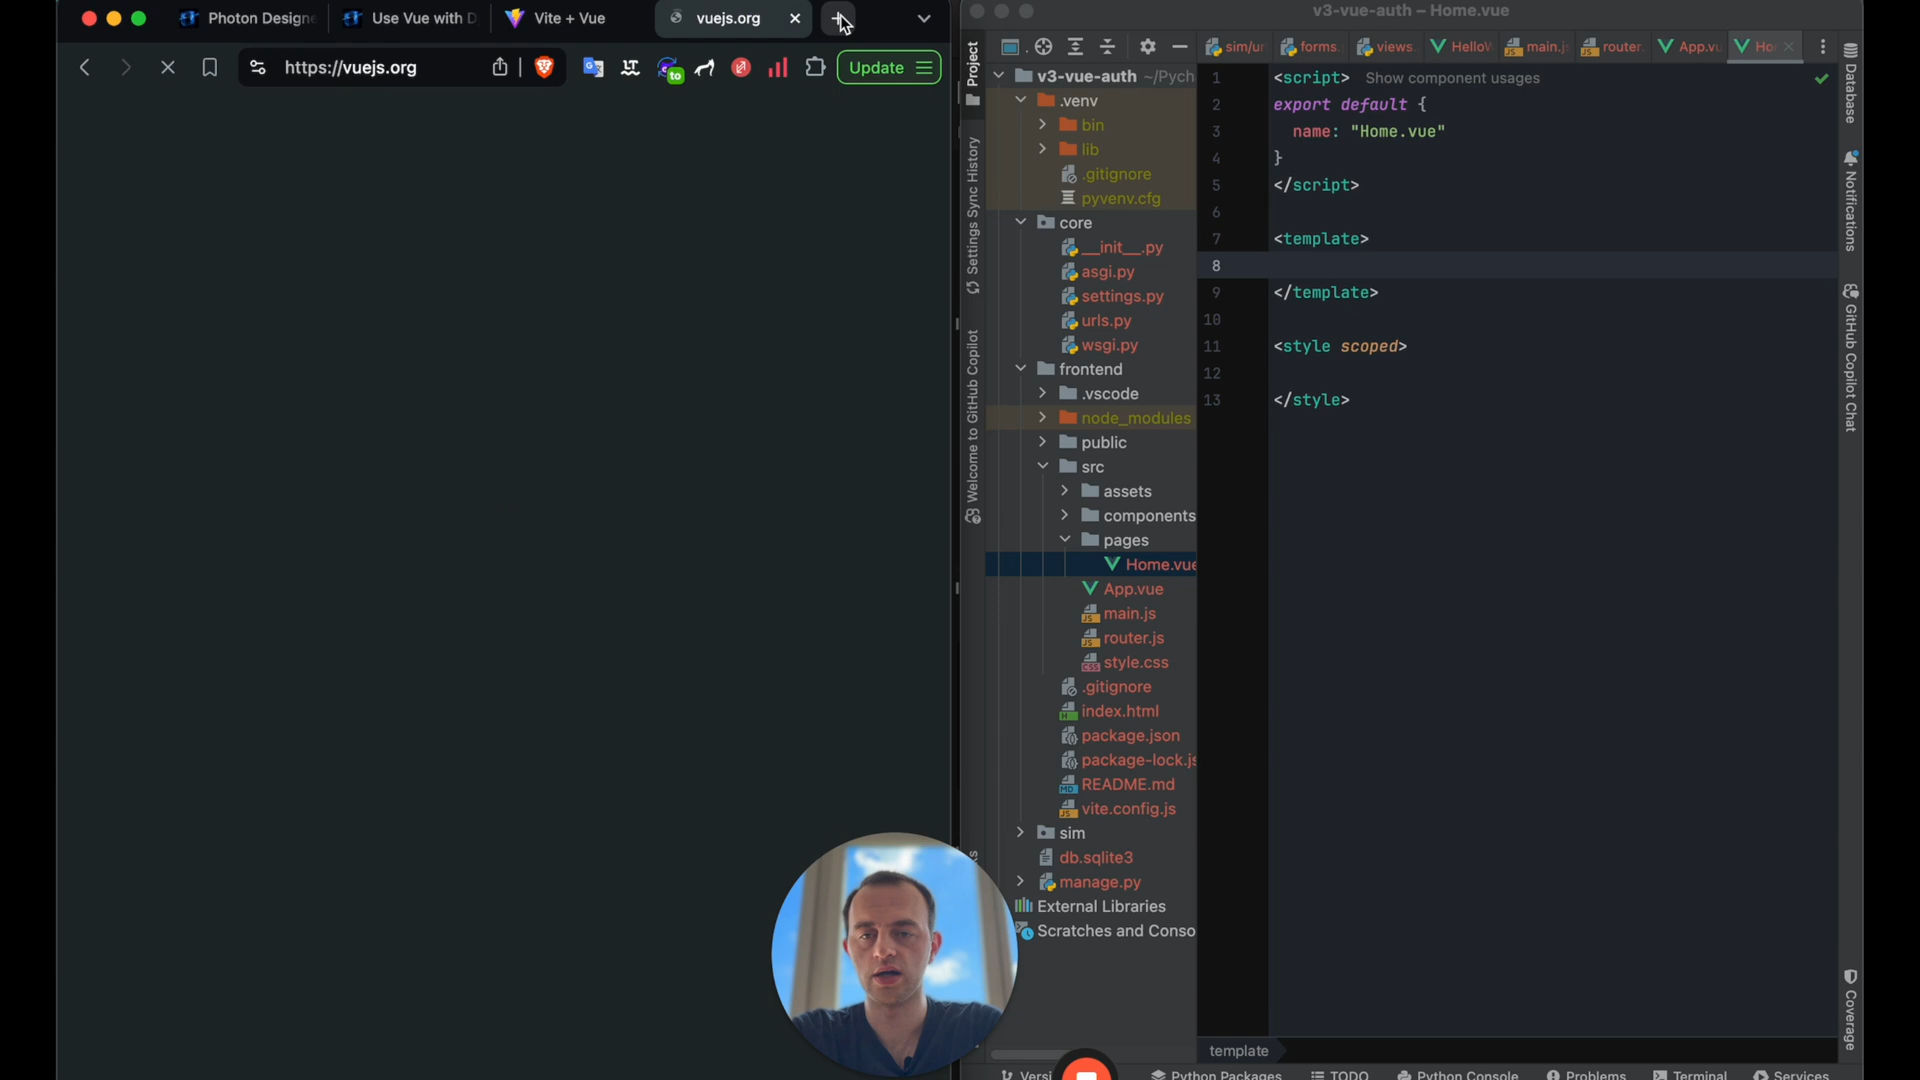 Photon Designe
Use Vue with D
Vite + Vue
vuejs.org
https://vuejs.org
to
Update
v3-vue-auth – Home.vue
sim/ur
forms.
views.
HelloW
main.js
router.
App.vu
Ho
Project
Settings Sync History
Welcome to GitHub Copilot
v3-vue-auth ~/Pych
.venv
bin
lib
.gitignore
pyvenv.cfg
core
__init__.py
asgi.py
settings.py
urls.py
wsgi.py
frontend
.vscode
node_modules
public
src
assets
components
pages
Home.vue
App.vue
main.js
router.js
style.css
.gitignore
index.html
package.json
package-lock.js
README.md
vite.config.js
sim
db.sqlite3
manage.py
External Libraries
Scratches and Conso
1 <script> Show component usages
2 export default {
3 name: "Home.vue"
4 }
5 </script>
6
7 <template>
8
9 </template>
10
11 <style scoped>
12
13 </style>
template
Database
Notifications
GitHub Copilot Chat
Coverage
Versi
Python Packages
TODO
Python Console
Problems
Terminal
Services